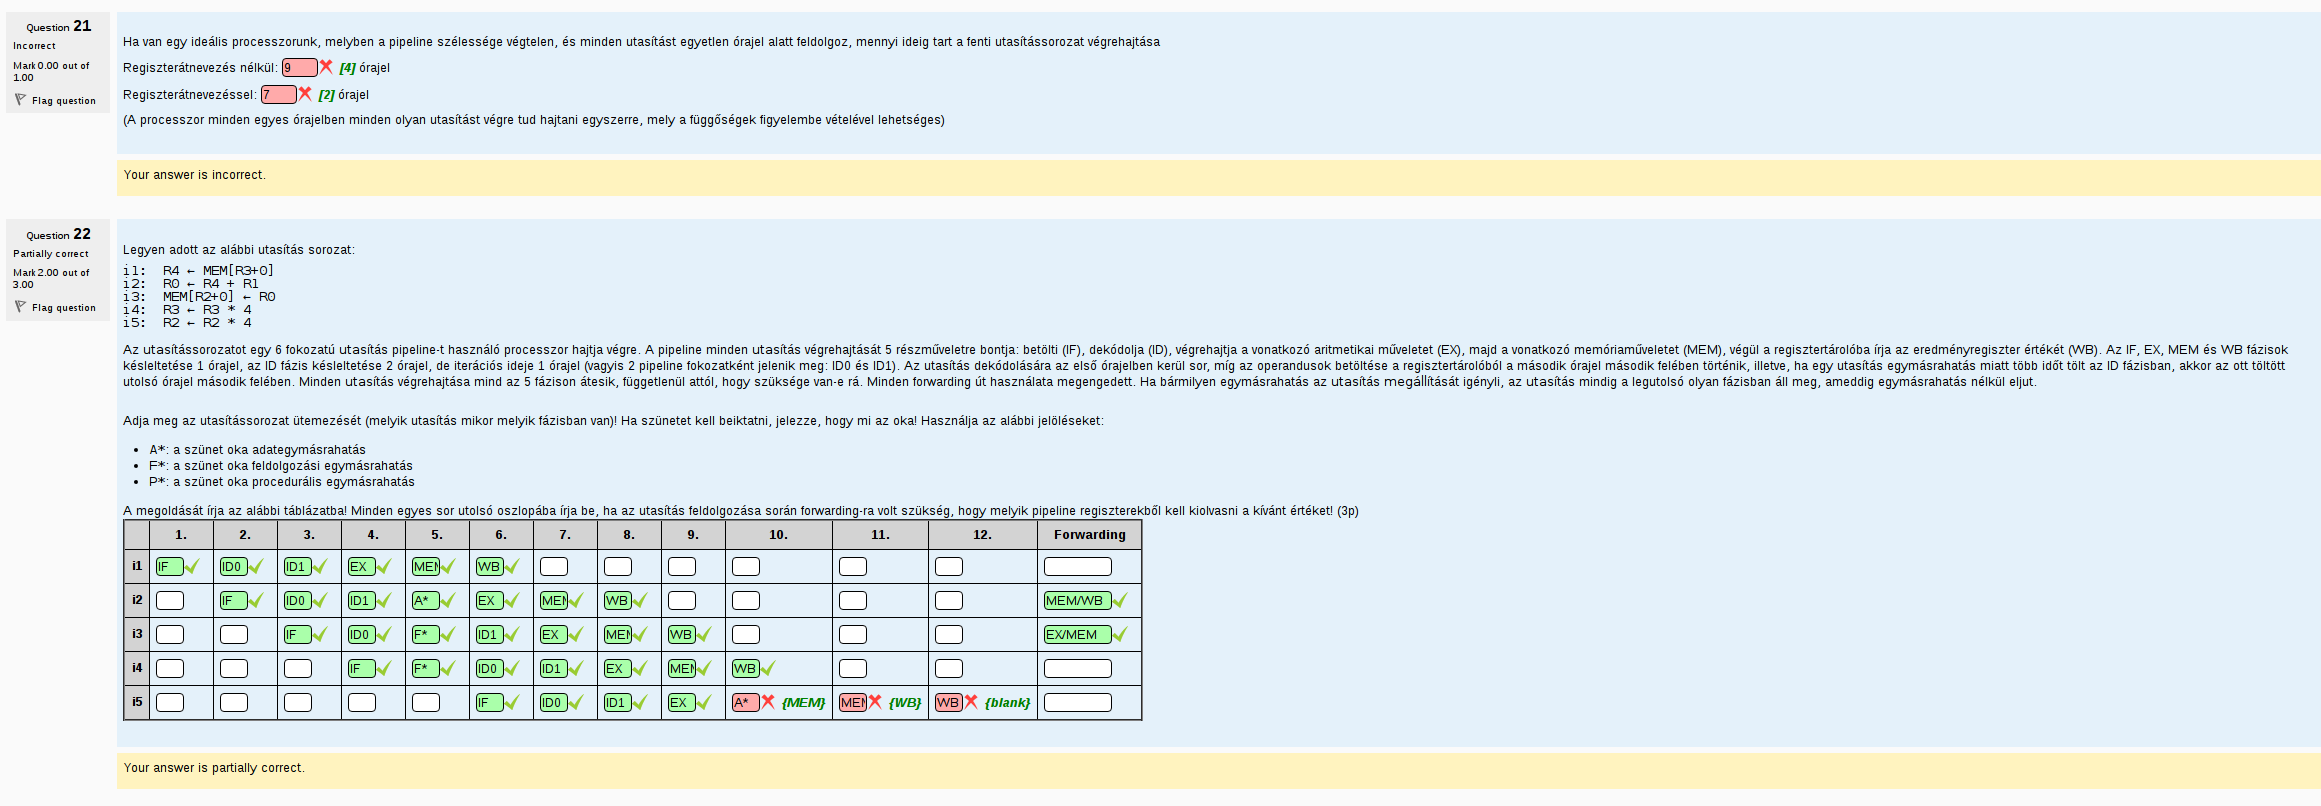 Question 21
Incorrect
Mark 0.00 out of
1.00
Flag question
Ha van egy ideális processzorunk, melyben a pipeline szélessége végtelen, és minden utasítást egyetlen órajel alatt feldolgoz, mennyi ideig tart a fenti utasítássorozat végrehajtása
Regiszterátnevezés nélkül: 9 [4] órajel
Regiszterátnevezéssel: 7 [2] órajel
(A processzor minden egyes órajelben minden olyan utasítást végre tud hajtani egyszerre, mely a függőségek figyelembe vételével lehetséges)
Your answer is incorrect.
Question 22
Partially correct
Mark 2.00 out of
3.00
Flag question
Legyen adott az alábbi utasítás sorozat:
i1: R4 ← MEM[R3+0]
i2: R0 ← R4 + R1
i3: MEM[R2+0] ← R0
i4: R3 ← R3 * 4
i5: R2 ← R2 * 4
Az utasítássorozatot egy 6 fokozatú utasítás pipeline-t használó processzor hajtja végre. A pipeline minden utasítás végrehajtását 5 részműveletre bontja: betölti (IF), dekódolja (ID), végrehajtja a vonatkozó aritmetikai műveletet (EX), majd a vonatkozó memóriaműveletet (MEM), végül a regisztertárolóba írja az eredményregiszter értékét (WB). Az IF, EX, MEM és WB fázisok
késleltetése 1 órajel, az ID fázis késleltetése 2 órajel, de iterációs ideje 1 órajel (vagyis 2 pipeline fokozatként jelenik meg: ID0 és ID1). Az utasítás dekódolására az első órajelben kerül sor, míg az operandusok betöltése a regisztertárolóból a második órajel második felében történik, illetve, ha egy utasítás egymásrahatás miatt több időt tölt az ID fázisban, akkor az ott töltött
utolsó órajel második felében. Minden utasítás végrehajtása mind az 5 fázison átesik, függetlenül attól, hogy szüksége van-e rá. Minden forwarding út használata megengedett. Ha bármilyen egymásrahatás az utasítás megállítását igényli, az utasítás mindig a legutolsó olyan fázisban áll meg, ameddig egymásrahatás nélkül eljut.
Adja meg az utasítássorozat ütemezését (melyik utasítás mikor melyik fázisban van)! Ha szünetet kell beiktatni, jelezze, hogy mi az oka! Használja az alábbi jelöléseket:
• A*: a szünet oka adategymásrahatás
• F*: a szünet oka feldolgozási egymásrahatás
• P*: a szünet oka procedurális egymásrahatás
A megoldását írja az alábbi táblázatba! Minden egyes sor utolsó oszlopába írja be, ha az utasítás feldolgozása során forwarding-ra volt szükség, hogy melyik pipeline regiszterekből kell kiolvasni a kívánt értéket! (3p)
1. 2. 3. 4. 5. 6. 7. 8. 9. 10. 11. 12. Forwarding
i1 IF ID0 ID1 EX MEM WB
i2 IF ID0 ID1 A* EX MEM WB MEM/WB
i3 IF ID0 F* ID1 EX MEM WB EX/MEM
i4 IF F* ID0 ID1 EX MEM WB
i5 IF ID0 ID1 EX A* {MEM} MEM {WB} WB {blank}
Your answer is partially correct.